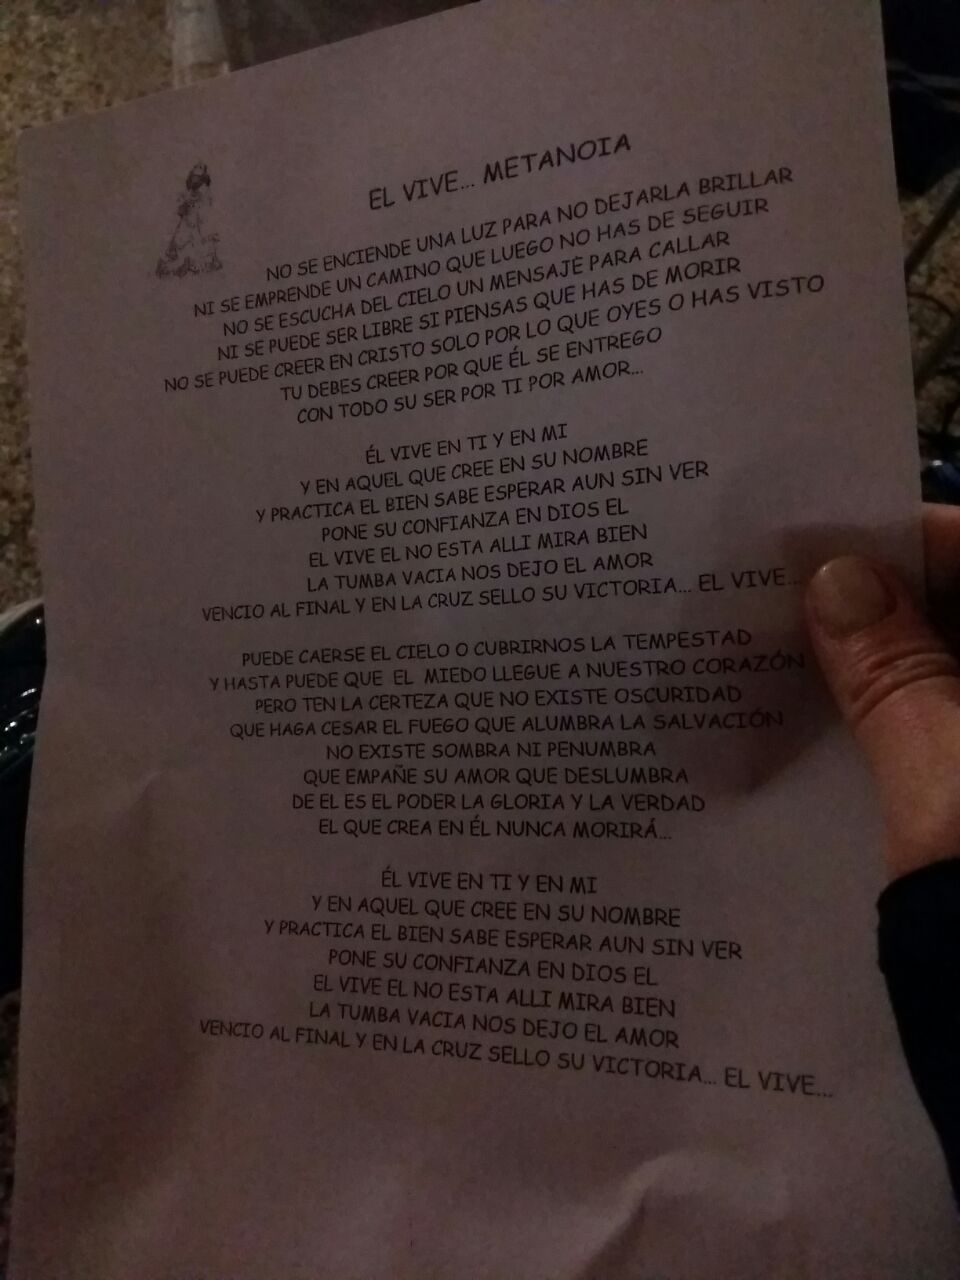 EL VIVE... METANOIA
NO SE ENCIENDE UNA LUZ PARA NO DEJARLA BRILLAR
NI SE EMPRENDE UN CAMINO QUE LUEGO NO HAS DE SEGUIR
NO SE ESCUCHA DEL CIELO UN MENSAJE PARA CALLAR
NI SE PUEDE SER LIBRE SI PIENSAS QUE HAS DE MORIR
NO SE PUEDE CREER EN CRISTO SOLO POR LO QUE OYES O HAS VISTO
TU DEBES CREER POR QUE ÉL SE ENTREGO
CON TODO SU SER POR TI POR AMOR...
ÉL VIVE EN TI Y EN MI
Y EN AQUEL QUE CREE EN SU NOMBRE
Y PRACTICA EL BIEN SABE ESPERAR AUN SIN VER
PONE SU CONFIANZA EN DIOS EL
EL VIVE EL NO ESTA ALLI MIRA BIEN
LA TUMBA VACIA NOS DEJO EL AMOR
VENCIO AL FINAL Y EN LA CRUZ SELLO SU VICTORIA... EL VIVE...
PUEDE CAERSE EL CIELO O CUBRIRNOS LA TEMPESTAD
Y HASTA PUEDE QUE EL MIEDO LLEGUE A NUESTRO CORAZÓN
PERO TEN LA CERTEZA QUE NO EXISTE OSCURIDAD
QUE HAGA CESAR EL FUEGO QUE ALUMBRA LA SALVACIÓN
NO EXISTE SOMBRA NI PENUMBRA
QUE EMPAÑE SU AMOR QUE DESLUMBRA
DE EL ES EL PODER LA GLORIA Y LA VERDAD
EL QUE CREA EN ÉL NUNCA MORIRÁ...
ÉL VIVE EN TI Y EN MI
Y EN AQUEL QUE CREE EN SU NOMBRE
Y PRACTICA EL BIEN SABE ESPERAR AUN SIN VER
PONE SU CONFIANZA EN DIOS EL
EL VIVE EL NO ESTA ALLI MIRA BIEN
LA TUMBA VACIA NOS DEJO EL AMOR
VENCIO AL FINAL Y EN LA CRUZ SELLO SU VICTORIA... EL VIVE...